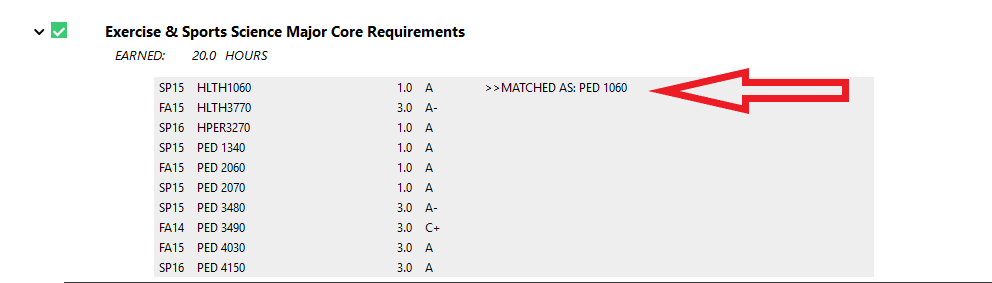 Exercise & Sports Science Major Core Requirements
EARNED: 20.0 HOURS
SP15 HLTH1060 1.0 A >>MATCHED AS: PED 1060
FA15 HLTH3770 3.0 A-
SP16 HPER3270 1.0 A
SP15 PED 1340 1.0 A
FA15 PED 2060 1.0 A
SP15 PED 2070 1.0 A
SP15 PED 3480 3.0 A-
FA14 PED 3490 3.0 C+
FA15 PED 4030 3.0 A
SP16 PED 4150 3.0 A